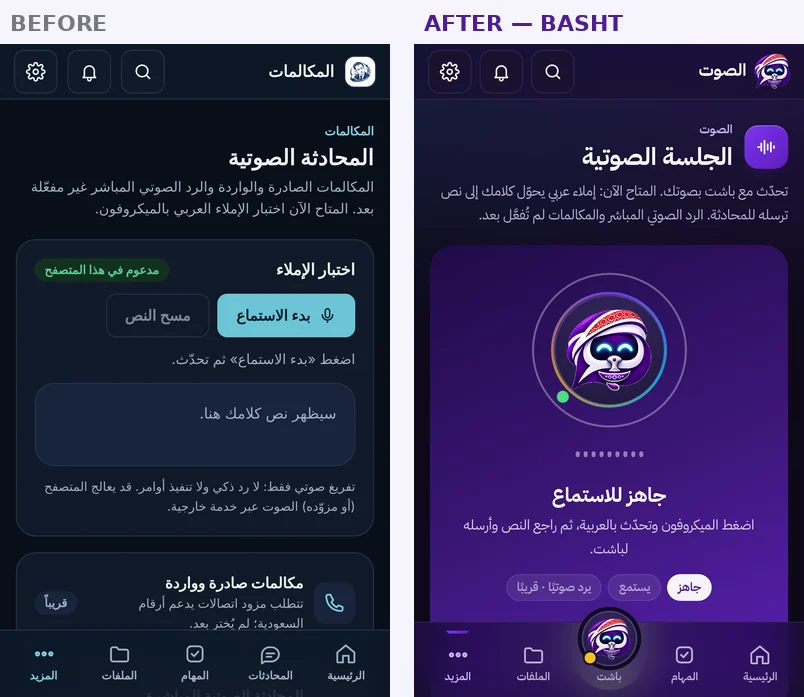 BEFORE
المكالمات
المكالمات
المحادثة الصوتية
المكالمات الصادرة والواردة والرد الصوتي المباشر غير مفعّلة
بعد. المتاح الآن اختبار الإملاء العربي بالميكروفون.
اختبار الإملاء
مدعوم في هذا المتصفح
بدء الاستماع
مسح النص
اضغط «بدء الاستماع» ثم تحدّث.
سيظهر نص كلامك هنا.
تفريغ صوتي فقط: لا رد ذكي ولا تنفيذ أوامر. قد يعالج المتصفح
(أو مزوّده) الصوت عبر خدمة خارجية.
مكالمات صادرة وواردة
قريباً
تتطلب مزود اتصالات يدعم أرقام
السعودية؛ لم يُختر بعد.
الرئيسية
المحادثات
المهام
الملفات
المزيد
AFTER — BASHT
الصوت
الصوت
الجلسة الصوتية
تحدّث مع باشت بصوتك. المتاح الآن: إملاء عربي يحوّل كلامك إلى نص
ترسله للمحادثة. الرد الصوتي المباشر والمكالمات لم تُفعَّل بعد.
جاهز للاستماع
اضغط الميكروفون وتحدّث بالعربية، ثم راجع النص وأرسله
لباشت.
جاهز
يستمع
يرد صوتيًا · قريبًا
الرئيسية
المهام
باشت
الملفات
المزيد